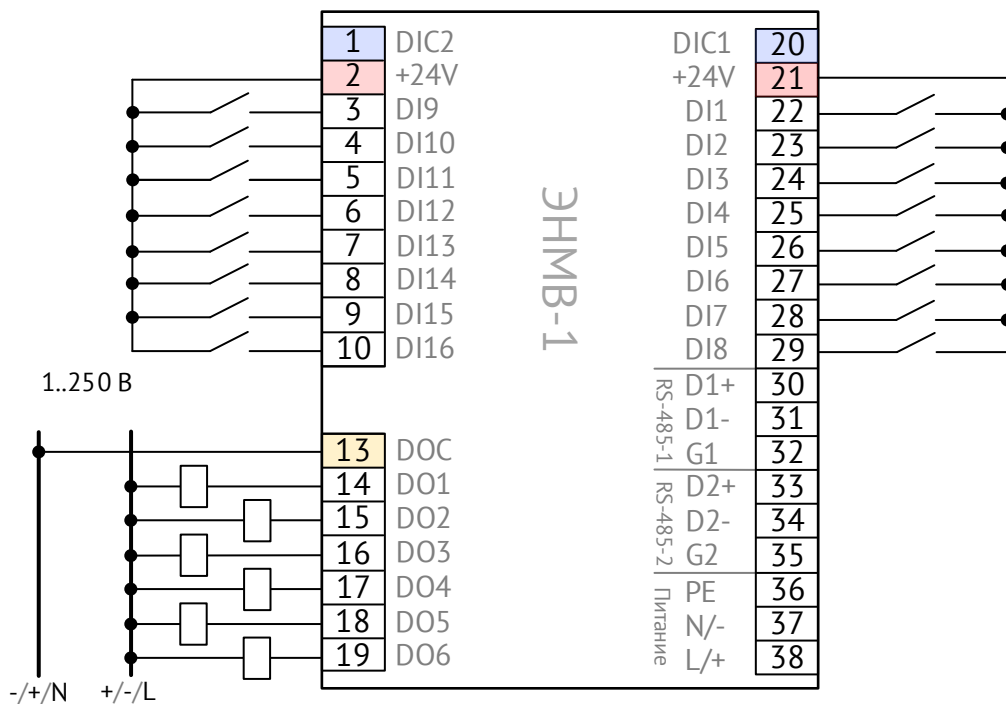 1 DIC2
2 +24V
3 DI9
4 DI10
5 DI11
6 DI12
7 DI13
8 DI14
9 DI15
10 DI16
1..250 В
13 DOC
14 DO1
15 DO2
16 DO3
17 DO4
18 DO5
19 DO6
-/+/N +/-/L
ЭНМВ-1
DIC1 20
+24V 21
DI1 22
DI2 23
DI3 24
DI4 25
DI5 26
DI6 27
DI7 28
DI8 29
RS-485-1
D1+ 30
D1- 31
G1 32
RS-485-2
D2+ 33
D2- 34
G2 35
Питание
PE 36
N/- 37
L/+ 38